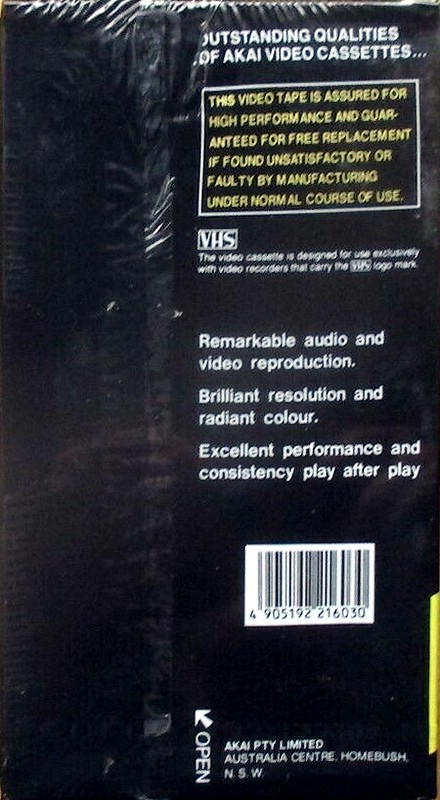 OUTSTANDING QUALITIES
OF AKAI VIDEO CASSETTES...
THIS VIDEO TAPE IS ASSURED FOR
HIGH PERFORMANCE AND GUAR-
ANTEED FOR FREE REPLACEMENT
IF FOUND UNSATISFACTORY OR
FAULTY BY MANUFACTURING
UNDER NORMAL COURSE OF USE.
VHS
The video cassette is designed for use exclusively
with video recorders that carry the VHS logo mark.
Remarkable audio and
video reproduction.
Brilliant resolution and
radiant colour.
Excellent performance and
consistency play after play
4 905192 216030
OPEN
AKAI PTY LIMITED
AUSTRALIA CENTRE, HOMEBUSH,
N.S.W.